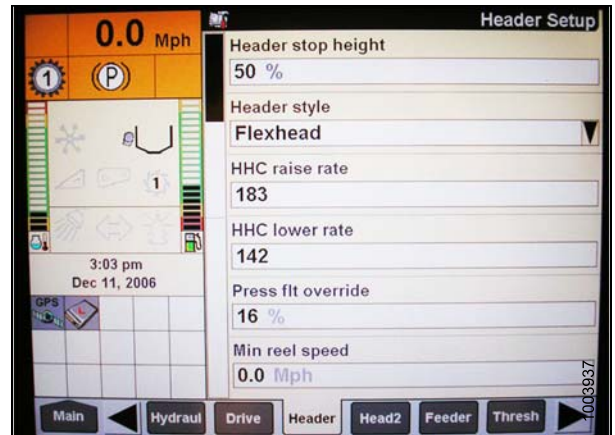 0.0 Mph
1
(P)
1
3:03 pm
Dec 11, 2006
GPS
Header Setup
Header stop height
50 %
Header style
Flexhead
HHC raise rate
183
HHC lower rate
142
Press flt override
16 %
Min reel speed
0.0 Mph
1003937
Main
Hydraul
Drive
Header
Head2
Feeder
Thresh